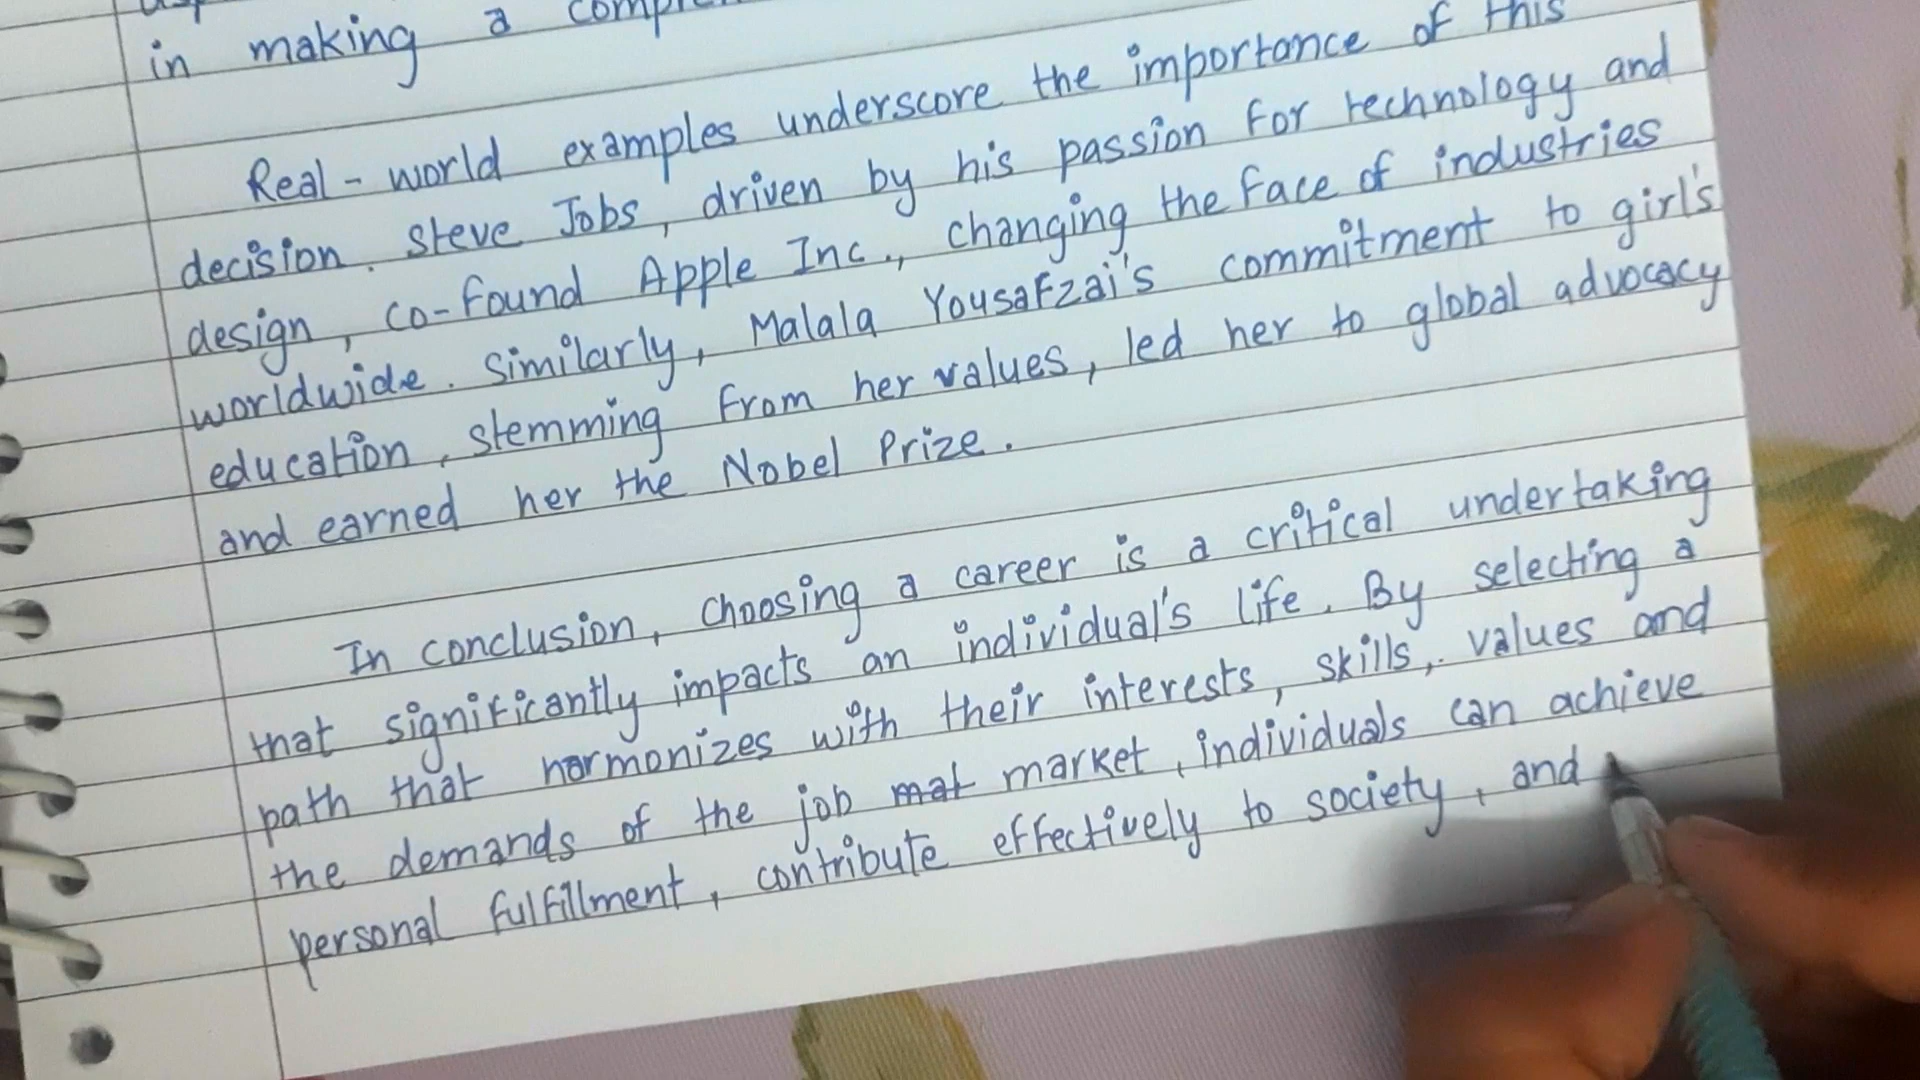 in making a
Real-world examples underscore the importance of this
decision. Steve Jobs, driven by his passion for technology and
design, co-found Apple Inc., changing the face of industries
worldwide. Similarly, Malala Yousafzai's commitment to girl's
education, stemming from her values, led her to global advocacy
and earned her the Nobel Prize.
In conclusion, choosing a career is a critical undertaking
that significantly impacts an individual's life. By selecting a
path that harmonizes with their interests, skills, values and
the demands of the job mat market, individuals can achieve
personal fulfillment, contribute effectively to society, and